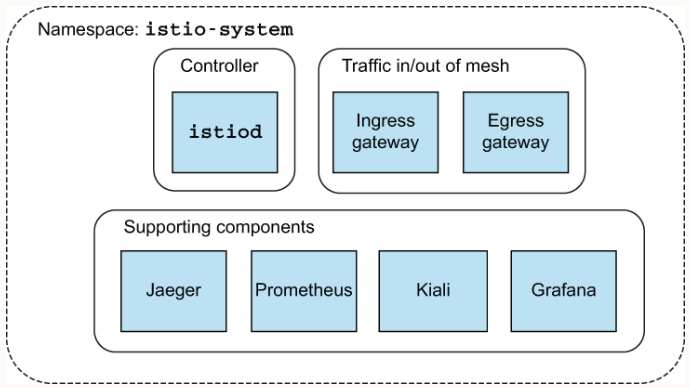 Namespace: istio-system
Controller
Traffic in/out of mesh
istiod
Ingress
gateway
Egress
gateway
Supporting components
Jaeger
Prometheus
Kiali
Grafana